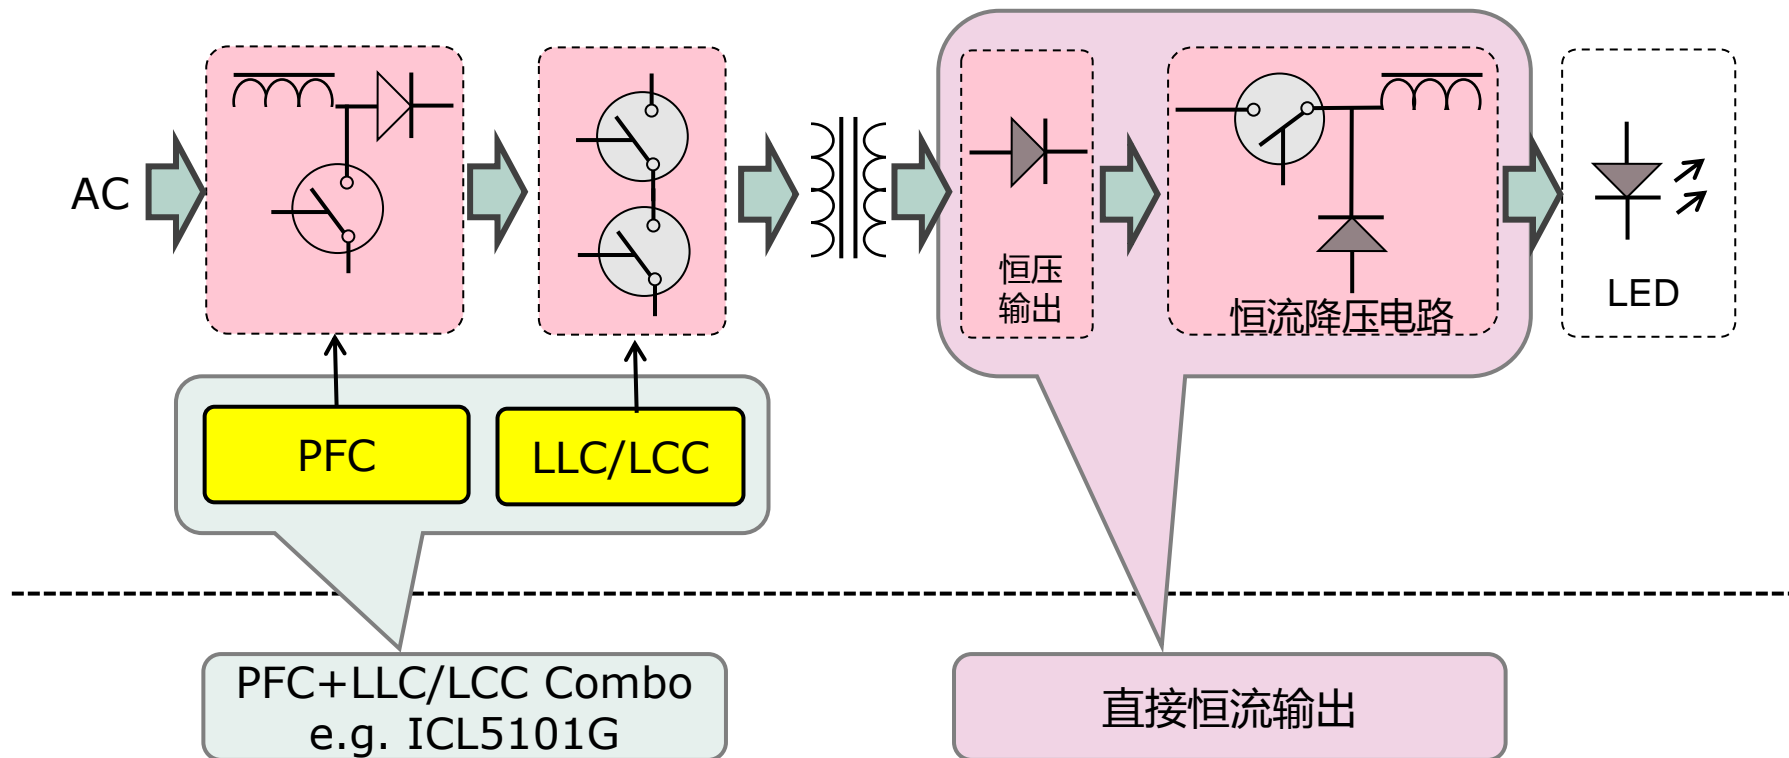 AC
恒压
输出
恒流降压电路
LED
PFC
LLC/LCC
PFC+LLC/LCC Combo
e.g. ICL5101G
直接恒流输出